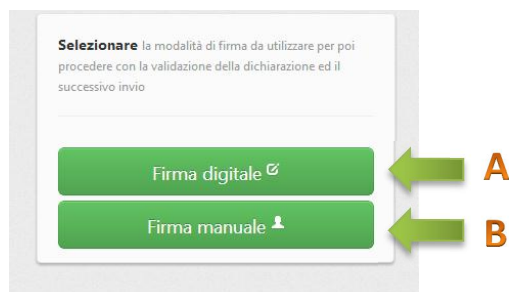 Selezionare la modalità di firma da utilizzare per poi
procedere con la validazione della dichiarazione ed il
successivo invio
Firma digitale
A
Firma manuale
B